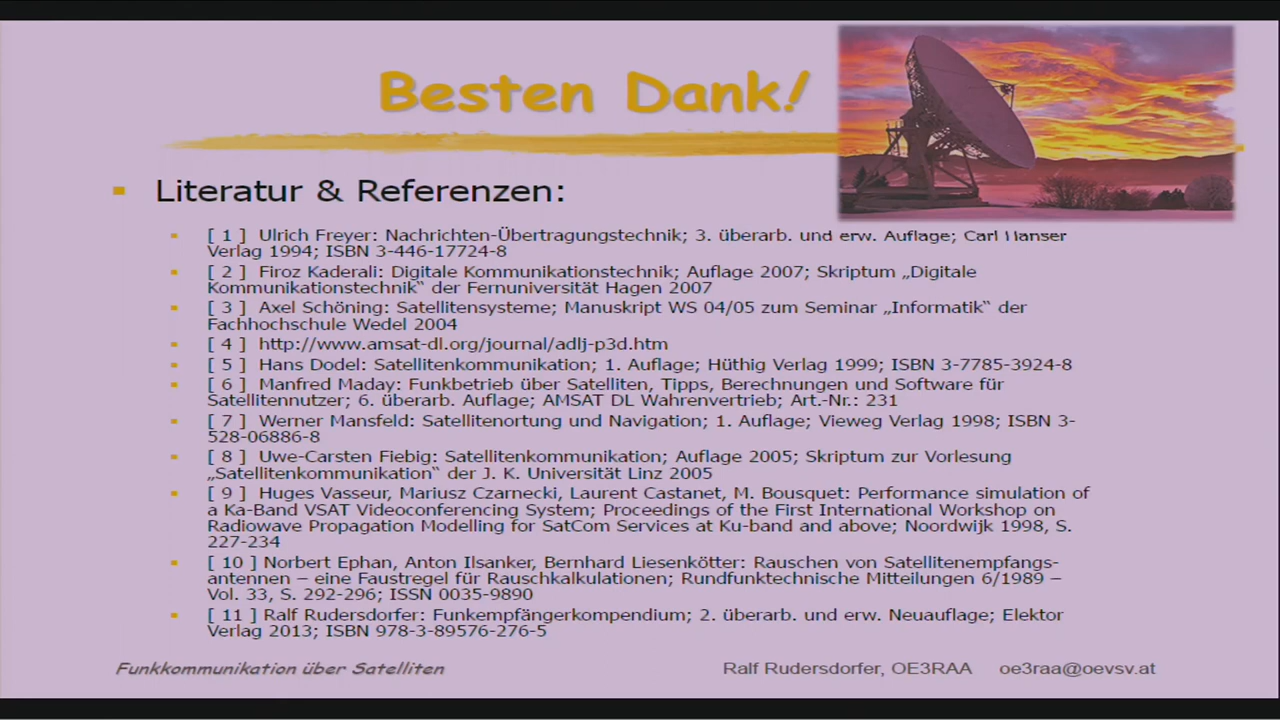 Besten Dank!
Literatur & Referenzen:
[ 1 ] Ulrich Freyer: Nachrichten-Übertragungstechnik; 3. überarb. und erw. Auflage; Carl Hanser
Verlag 1994; ISBN 3-446-17724-8
[ 2 ] Firoz Kaderali: Digitale Kommunikationstechnik; Auflage 2007; Skriptum „Digitale
Kommunikationstechnik“ der Fernuniversität Hagen 2007
[ 3 ] Axel Schöning: Satellitensysteme; Manuskript WS 04/05 zum Seminar „Informatik“ der
Fachhochschule Wedel 2004
[ 4 ] http://www.amsat-dl.org/journal/adlj-p3d.htm
[ 5 ] Hans Dodel: Satellitenkommunikation; 1. Auflage; Hüthig Verlag 1999; ISBN 3-7785-3924-8
[ 6 ] Manfred Maday: Funkbetrieb über Satelliten, Tipps, Berechnungen und Software für
Satellitennutzer; 6. überarb. Auflage; AMSAT DL Wahrenvertrieb; Art.-Nr.: 231
[ 7 ] Werner Mansfeld: Satellitenortung und Navigation; 1. Auflage; Vieweg Verlag 1998; ISBN 3-
528-06886-8
[ 8 ] Uwe-Carsten Fiebig: Satellitenkommunikation; Auflage 2005; Skriptum zur Vorlesung
„Satellitenkommunikation“ der J. K. Universität Linz 2005
[ 9 ] Huges Vasseur, Mariusz Czarnecki, Laurent Castanet, M. Bousquet: Performance simulation of
a Ka-Band VSAT Videoconferencing System; Proceedings of the First International Workshop on
Radiowave Propagation Modelling for SatCom Services at Ku-band and above; Noordwijk 1998, S.
227-234
[ 10 ] Norbert Ephan, Anton Ilsanker, Bernhard Liesenkötter: Rauschen von Satellitenempfangs-
antennen – eine Faustregel für Rauschkalkulationen; Rundfunktechnische Mitteilungen 6/1989 –
Vol. 33, S. 292-296; ISSN 0035-9890
[ 11 ] Ralf Rudersdorfer: Funkempfängerkompendium; 2. überarb. und erw. Neuauflage; Elektor
Verlag 2013; ISBN 978-3-89576-276-5
Funkkommunikation über Satelliten
Ralf Rudersdorfer, OE3RAA oe3raa@oevsv.at